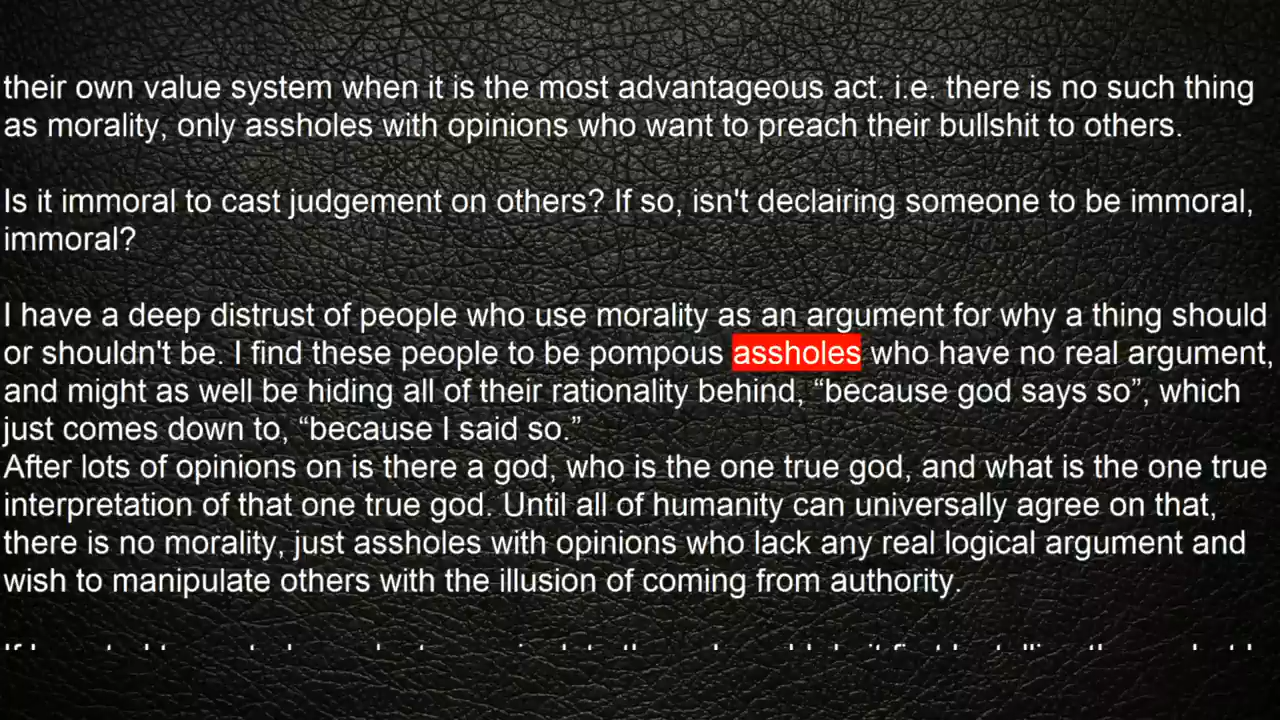 their own value system when it is the most advantageous act. i.e. there is no such thing
as morality, only assholes with opinions who want to preach their bullshit to others.
Is it immoral to cast judgement on others? If so, isn't declairing someone to be immoral,
immoral?
I have a deep distrust of people who use morality as an argument for why a thing should
or shouldn't be. I find these people to be pompous assholes who have no real argument,
and might as well be hiding all of their rationality behind, “because god says so”, which
just comes down to, “because I said so.”
After lots of opinions on is there a god, who is the one true god, and what is the one true
interpretation of that one true god. Until all of humanity can universally agree on that,
there is no morality, just assholes with opinions who lack any real logical argument and
wish to manipulate others with the illusion of coming from authority.